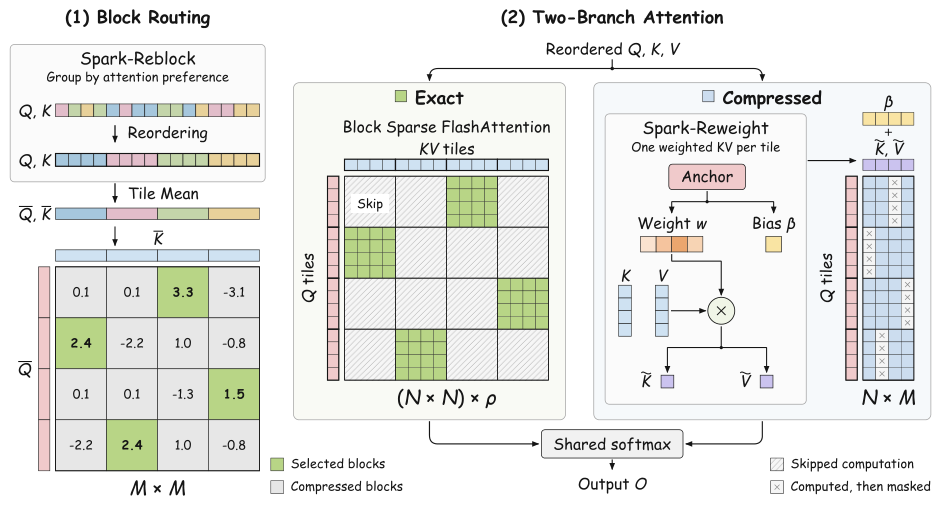 (1) Block Routing
Spark-Reblock
Group by attention preference
Q, K
Reordering
Q, K
Tile Mean
Q̅, K̅
K̅
Q̅
0.1 0.1 3.3 -3.1
2.4 -2.2 1.0 -0.8
0.1 0.1 -1.3 1.5
-2.2 2.4 1.0 -0.8
M × M
Selected blocks
Compressed blocks
(2) Two-Branch Attention
Reordered Q, K, V
Exact
Block Sparse FlashAttention
KV tiles
Q tiles
Skip
(N × N) × ρ
Compressed
Spark-Reweight
One weighted KV per tile
Anchor
Weight w
Bias β
K V
×
K̃ Ṽ
β
+
K̃, Ṽ
Q tiles
N × M
Shared softmax
Output O
Skipped computation
Computed, then masked